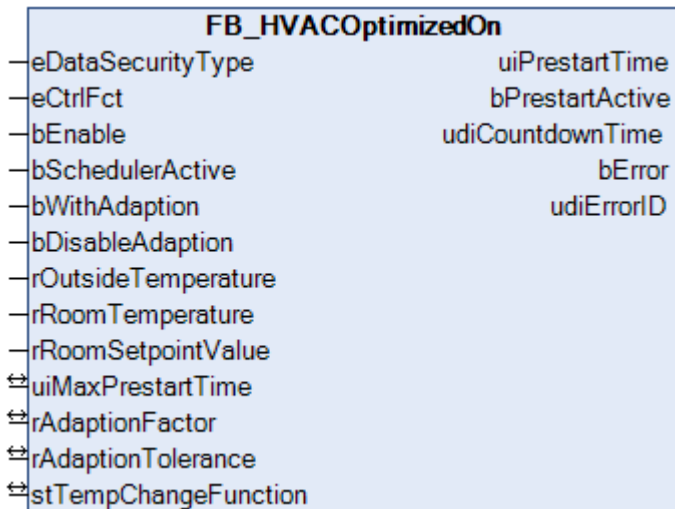 FB_HVACOptimizedOn
eDataSecurityType uiPrestartTime
eCtrlFct bPrestartActive
bEnable udiCountdownTime
bSchedulerActive bError
bWithAdaption udiErrorID
bDisableAdaption
rOutsideTemperature
rRoomTemperature
rRoomSetpointValue
uiMaxPrestartTime
rAdaptionFactor
rAdaptionTolerance
stTempChangeFunction